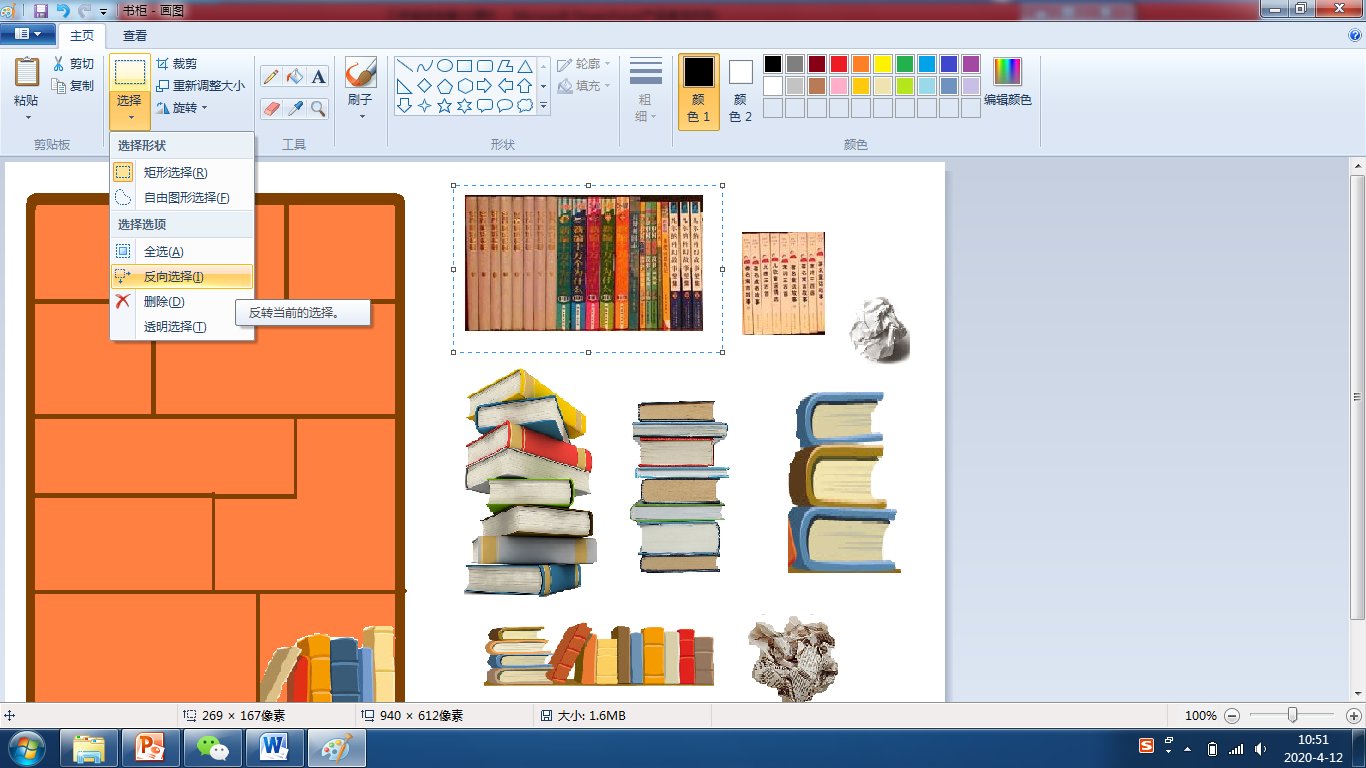 书柜 - 画图
主页
查看
粘贴
剪切
复制
剪贴板
选择
裁剪
重新调整大小
旋转
工具
刷子
形状
轮廓
填充
粗
细
颜
色 1
颜
色 2
编辑颜色
颜色
选择形状
矩形选择(R)
自由图形选择(F)
选择选项
全选(A)
反向选择(I)
删除(D)
透明选择(T)
反转当前的选择。
269 × 167像素
940 × 612像素
大小: 1.6MB
100%
10:51
2020-4-12